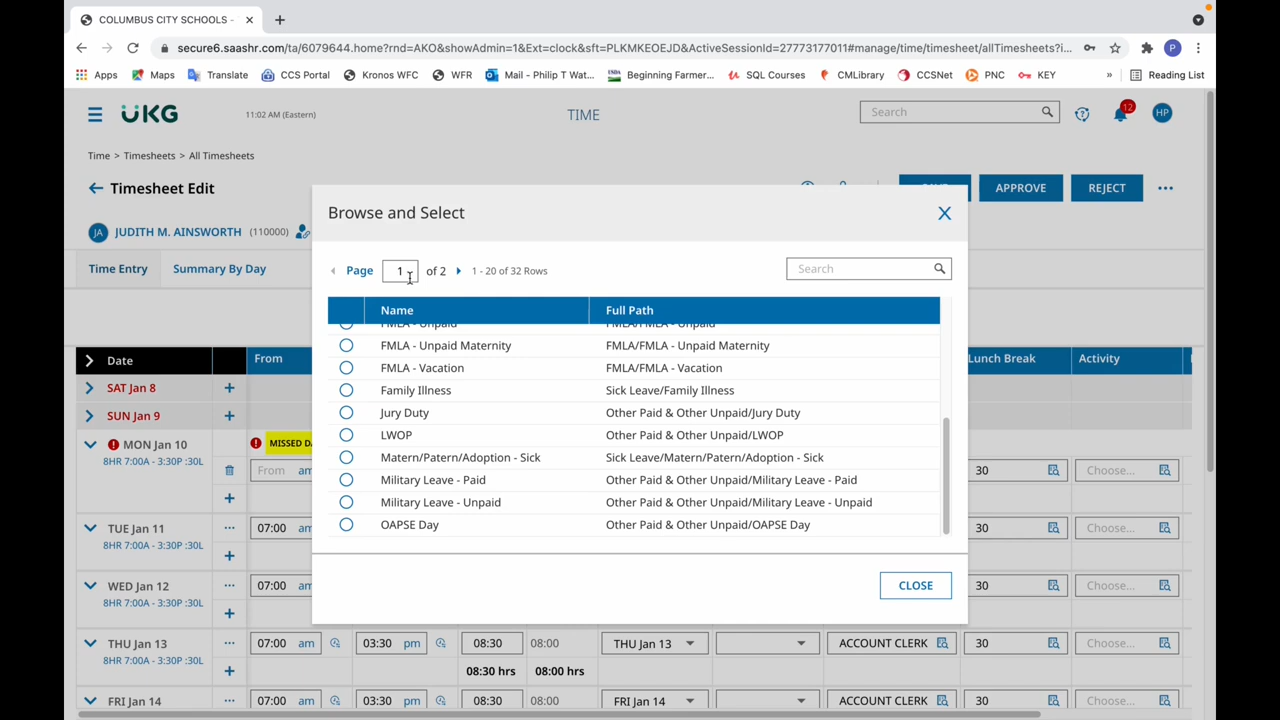 COLUMBUS CITY SCHOOLS -
secure6.saashr.com/ta/6079644.home?rnd=AKO&showAdmin=1&Ext=clock&sft=PLKMKEOEJD&ActiveSessionId=27773177011#manage/time/timesheet/allTimesheets?i...
P
Apps Maps Translate CCS Portal Kronos WFC WFR Mail - Philip T Wat... Beginning Farmer... SQL Courses CMLibrary CCSNet PNC KEY » Reading List
UKG 11:02 AM (Eastern) TIME Search 12 HP
Time > Timesheets > All Timesheets
Timesheet Edit APPROVE REJECT
JA JUDITH M. AINSWORTH (110000)
Time Entry Summary By Day
Browse and Select
Page 1 of 2 1 - 20 of 32 Rows Search
Name Full Path
FMLA - Unpaid FMLA/FMLA - Unpaid
FMLA - Unpaid Maternity FMLA/FMLA - Unpaid Maternity
FMLA - Vacation FMLA/FMLA - Vacation
Family Illness Sick Leave/Family Illness
Jury Duty Other Paid & Other Unpaid/Jury Duty
LWOP Other Paid & Other Unpaid/LWOP
Matern/Patern/Adoption - Sick Sick Leave/Matern/Patern/Adoption - Sick
Military Leave - Paid Other Paid & Other Unpaid/Military Leave - Paid
Military Leave - Unpaid Other Paid & Other Unpaid/Military Leave - Unpaid
OAPSE Day Other Paid & Other Unpaid/OAPSE Day
CLOSE
Date From Lunch Break Activity
SAT Jan 8
SUN Jan 9
MON Jan 10 MISSED DA
8HR 7:00A - 3:30P :30L From am 30 Choose...
TUE Jan 11 07:00 am 30 Choose...
8HR 7:00A - 3:30P :30L
WED Jan 12 07:00 am 30 Choose...
8HR 7:00A - 3:30P :30L
THU Jan 13 07:00 am 03:30 pm 08:30 08:00 THU Jan 13 ACCOUNT CLERK 30 Choose...
8HR 7:00A - 3:30P :30L 08:30 hrs 08:00 hrs
FRI Jan 14 07:00 am 03:30 pm 08:30 08:00 FRI Jan 14 ACCOUNT CLERK 30 Choose...